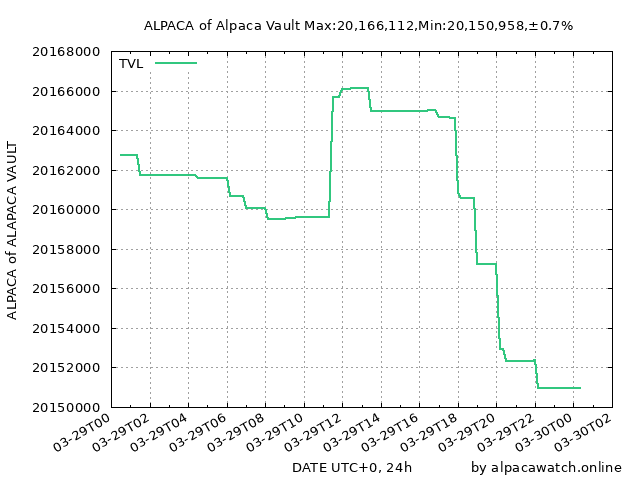 ALPACA of Alpaca Vault Max:20,166,112,Min:20,150,958,±0.7%
20168000
20166000
20164000
20162000
20160000
20158000
20156000
20154000
20152000
20150000
TVL
ALPACA of ALAPACA VAULT
03-29T00
03-29T02
03-29T04
03-29T06
03-29T08
03-29T10
03-29T12
03-29T14
03-29T16
03-29T18
03-29T20
03-29T22
03-30T00
03-30T02
DATE UTC+0, 24h
by alpacawatch.online